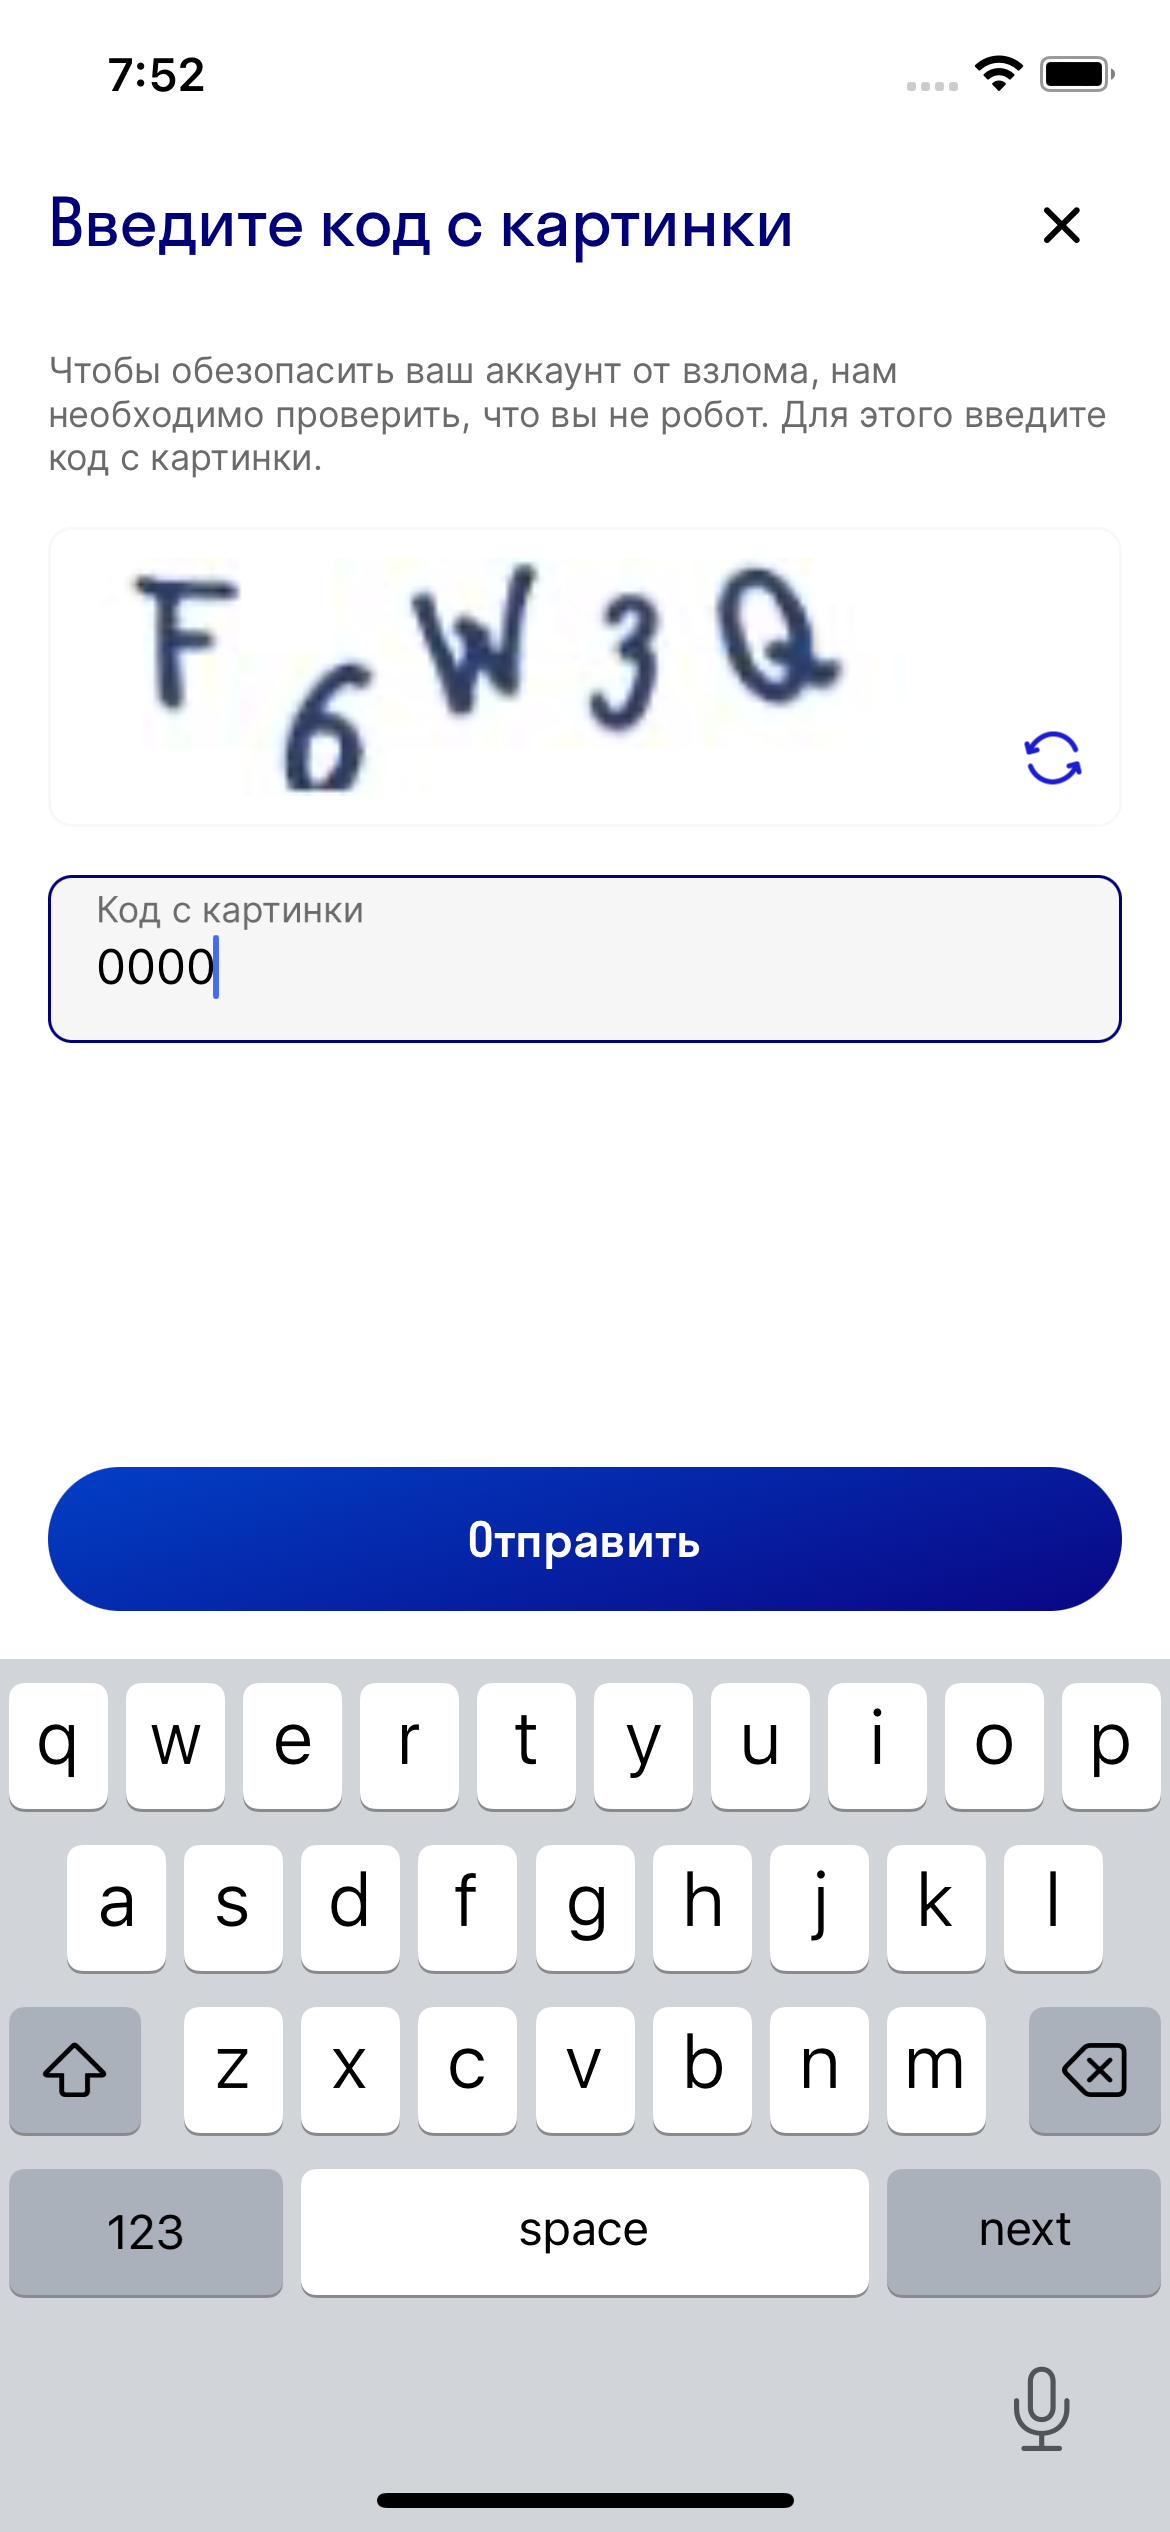 7:52
Введите код с картинки
Чтобы обезопасить ваш аккаунт от взлома, нам
необходимо проверить, что вы не робот. Для этого введите
код с картинки.
F6W3Q
Код с картинки
0000
Отправить
q w e r t y u i o p
a s d f g h j k l
z x c v b n m
123 space next